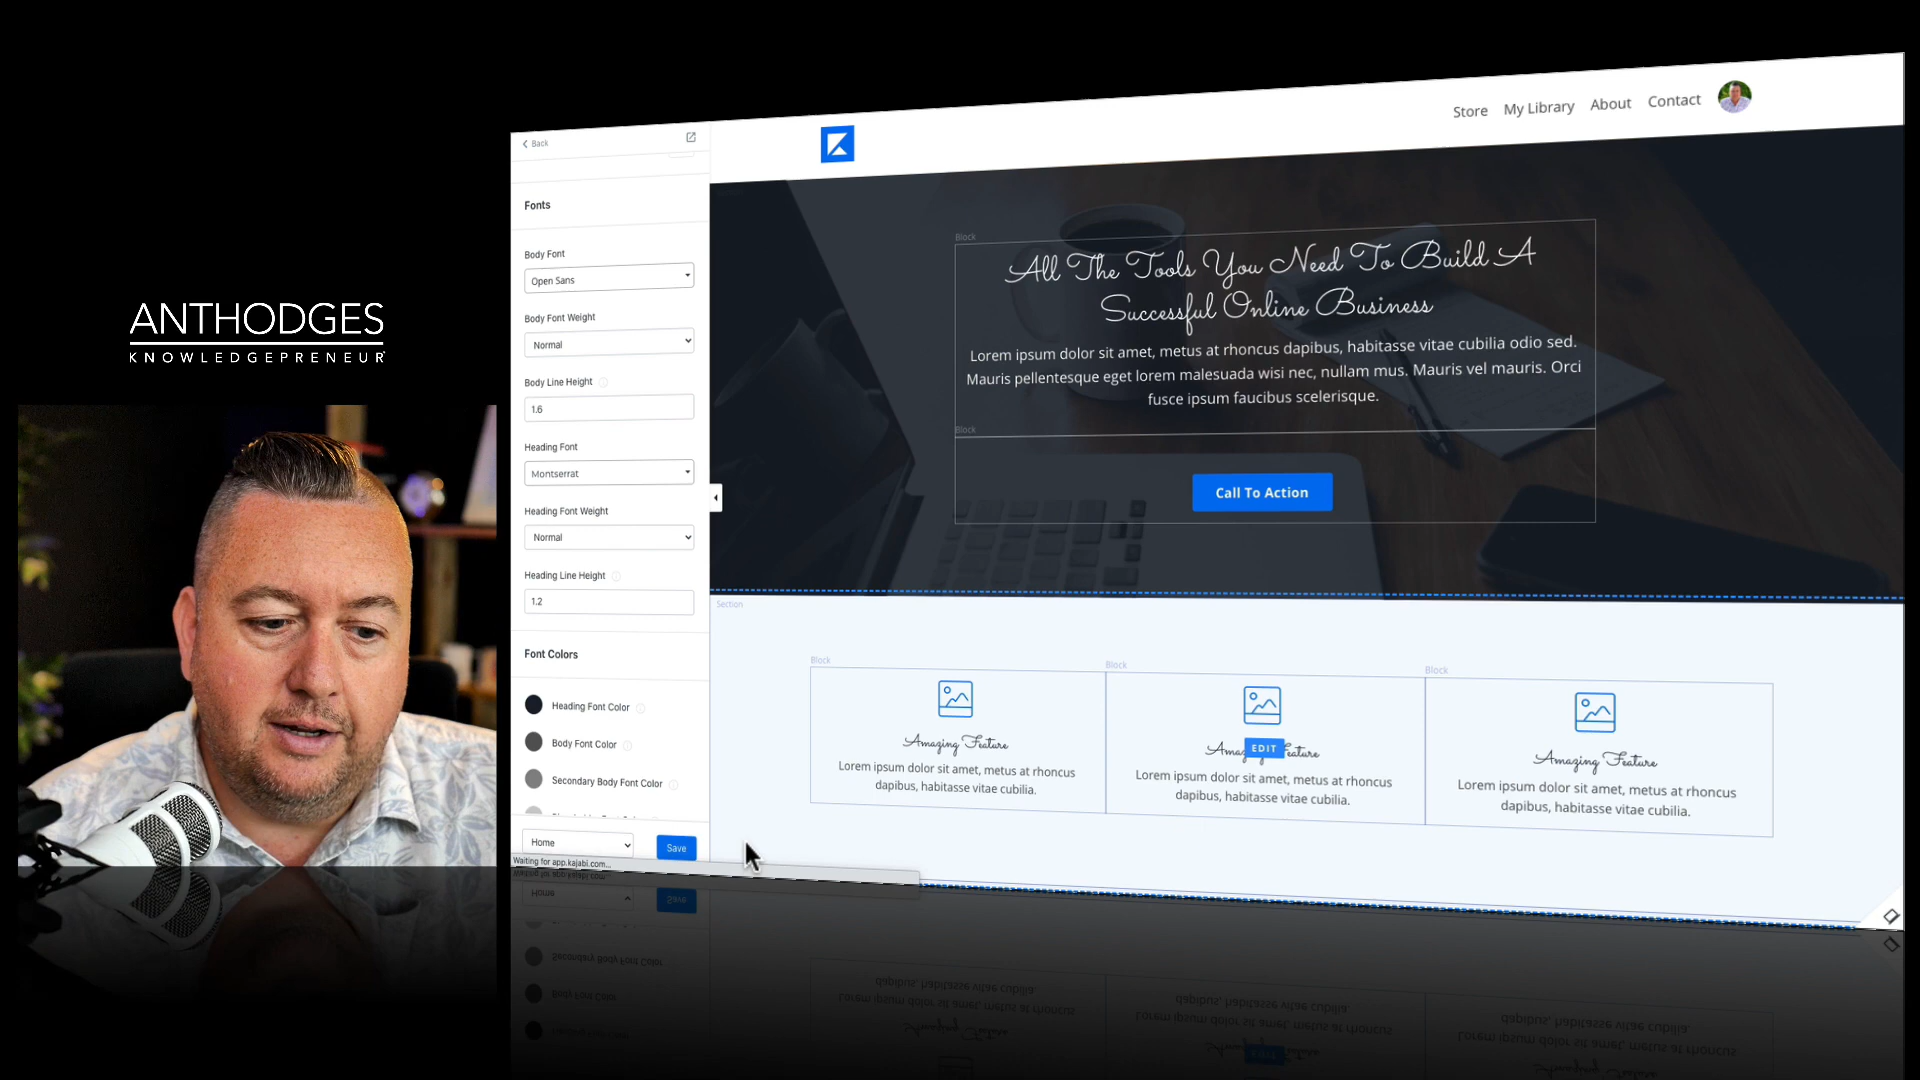 ANTHODGES
KNOWLEDGEPRENEUR
Back
Fonts
Body Font
Open Sans
Body Font Weight
Normal
Body Line Height
1.6
Heading Font
Montserrat
Heading Font Weight
Normal
Heading Line Height
1.2
Font Colors
Heading Font Color
Body Font Color
Secondary Body Font Color
Home
Save
Waiting for app.kajabi.com...
Store My Library About Contact
Block
All The Tools You Need To Build A
Successful Online Business
Lorem ipsum dolor sit amet, metus at rhoncus dapibus, habitasse vitae cubilia odio sed.
Mauris pellentesque eget lorem malesuada wisi nec, nullam mus. Mauris vel mauris. Orci
fusce ipsum faucibus scelerisque.
Block
Call To Action
Section
Block
Amazing Feature
Lorem ipsum dolor sit amet, metus at rhoncus
dapibus, habitasse vitae cubilia.
Block
Amazing Feature
EDIT
Lorem ipsum dolor sit amet, metus at rhoncus
dapibus, habitasse vitae cubilia.
Block
Amazing Feature
Lorem ipsum dolor sit amet, metus at rhoncus
dapibus, habitasse vitae cubilia.